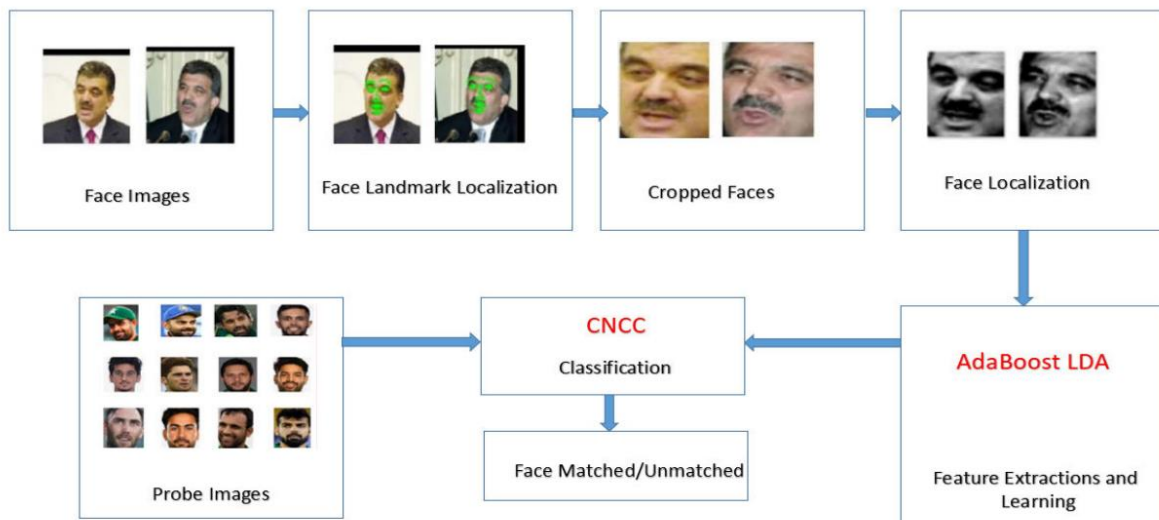 Face Images
Face Landmark Localization
Cropped Faces
Face Localization
Probe Images
CNCC
Classification
Face Matched/Unmatched
AdaBoost LDA
Feature Extractions and
Learning